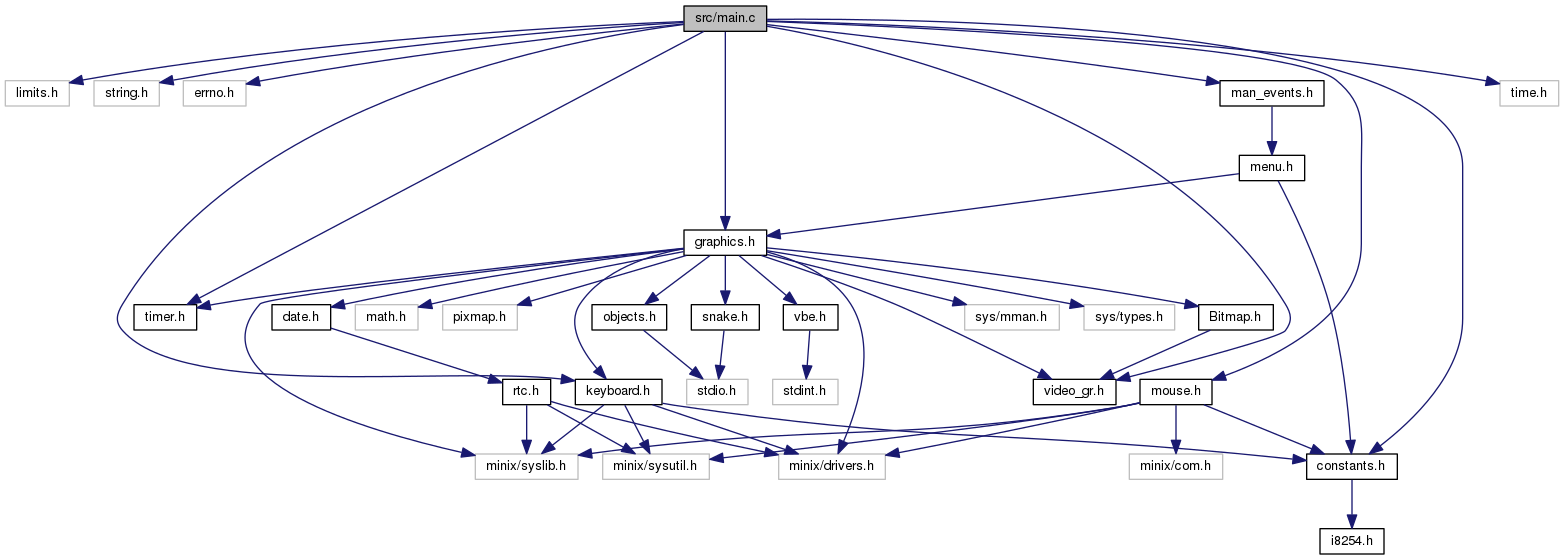 src/main.c
limits.h
string.h
errno.h
man_events.h
time.h
menu.h
graphics.h
timer.h
date.h
math.h
pixmap.h
objects.h
snake.h
vbe.h
sys/mman.h
sys/types.h
Bitmap.h
rtc.h
keyboard.h
stdio.h
stdint.h
video_gr.h
mouse.h
minix/syslib.h
minix/sysutil.h
minix/drivers.h
minix/com.h
constants.h
i8254.h